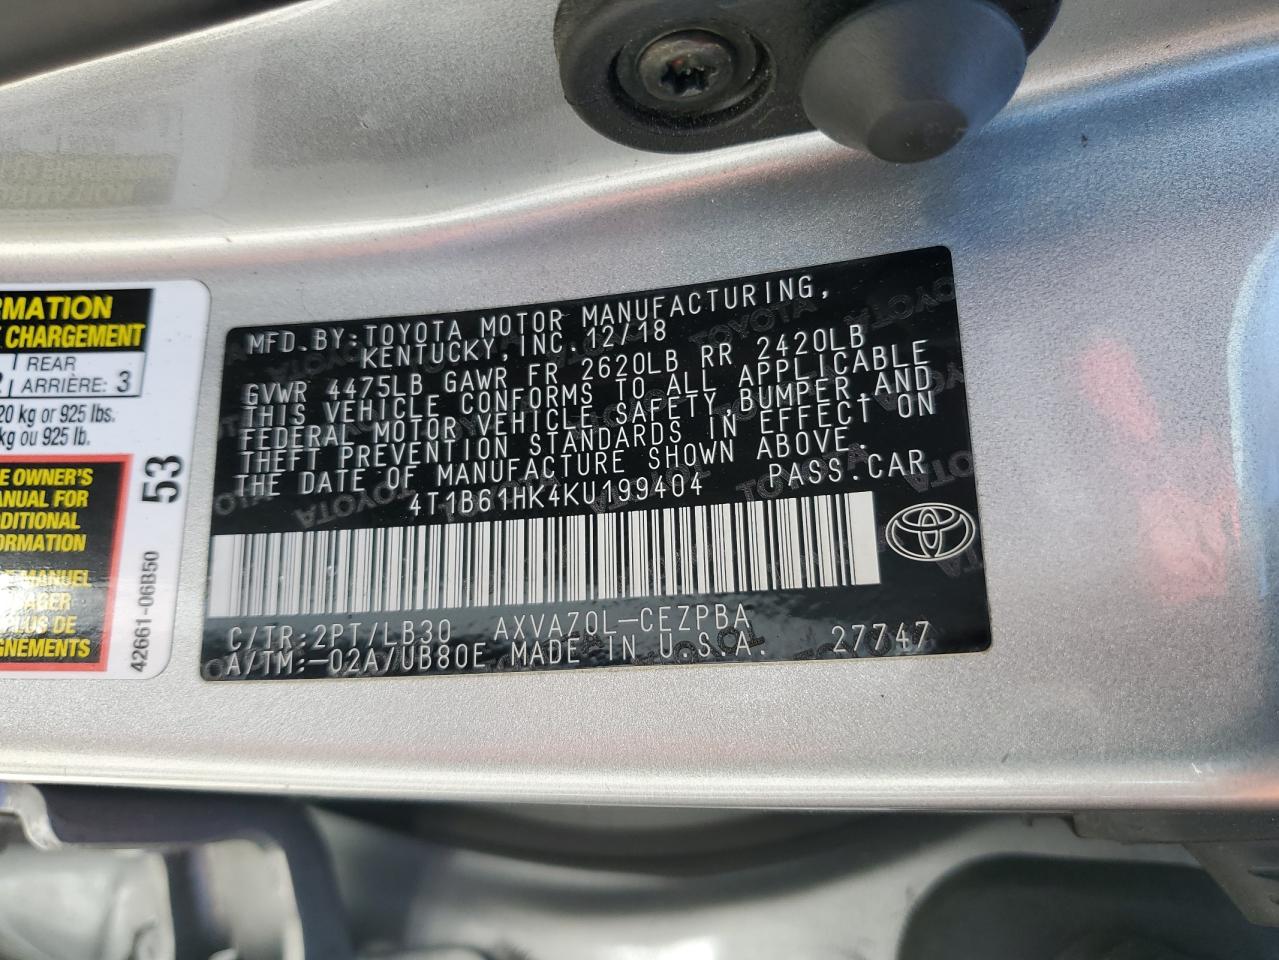 RMATION
CHARGEMENT
REAR
ARRIÈRE: 3
20 kg or 925 lbs.
kg ou 925 lb.
E OWNER'S
ANUAL FOR
DDITIONAL
ORMATION
MANUEL
AGER
PLUS DE
GNEMENTS
53
42661-06B50
MFD.BY:TOYOTA MOTOR MANUFACTURING,
KENTUCKY,INC.12/18
GVWR 4475LB GAWR FR 2620LB RR 2420LB
THIS VEHICLE CONFORMS TO ALL APPLICABLE
FEDERAL MOTOR VEHICLE SAFETY,BUMPER,AND
THEFT PREVENTION STANDARDS IN EFFECT ON
THE DATE OF MANUFACTURE SHOWN ABOVE.
4T1B61HK4KU199404 PASS.CAR
C/TR:2PT/LB30 AXVA70L-CEZPBA
A/TM:-02A/UB80E MADE IN U.S.A. 27747